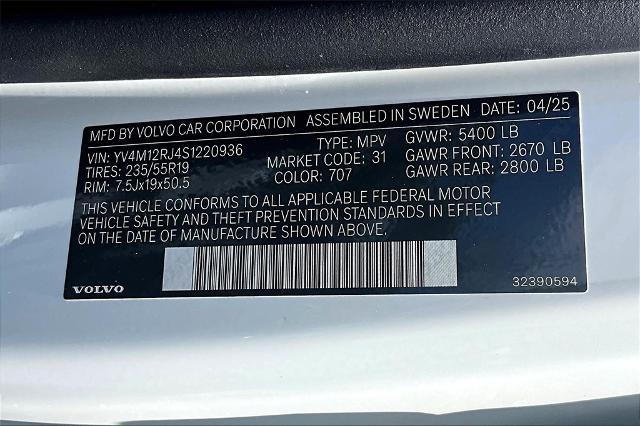 MFD BY VOLVO CAR CORPORATION ASSEMBLED IN SWEDEN DATE: 04/25
VIN: YV4M12RJ4S1220936 TYPE: MPV GVWR: 5400 LB
TIRES: 235/55R19 MARKET CODE: 31 GAWR FRONT: 2670 LB
RIM: 7.5Jx19x50.5 COLOR: 707 GAWR REAR: 2800 LB
THIS VEHICLE CONFORMS TO ALL APPLICABLE FEDERAL MOTOR
VEHICLE SAFETY AND THEFT PREVENTION STANDARDS IN EFFECT
ON THE DATE OF MANUFACTURE SHOWN ABOVE.
VOLVO 32390594